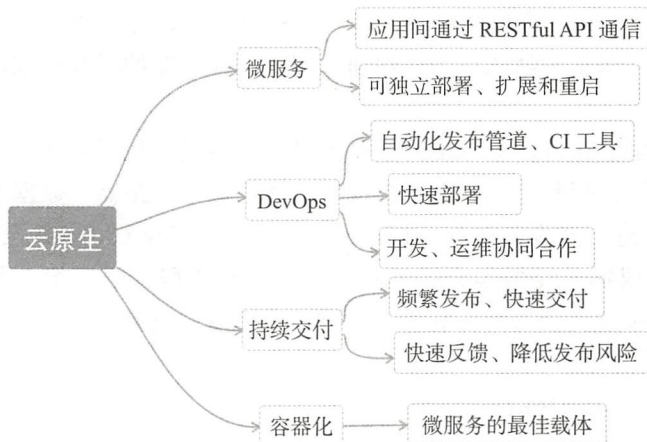 云原生
微服务
应用间通过 RESTful API 通信
可独立部署、扩展和重启
DevOps
自动化发布管道、CI 工具
快速部署
开发、运维协同合作
持续交付
频繁发布、快速交付
快速反馈、降低发布风险
容器化
微服务的最佳载体